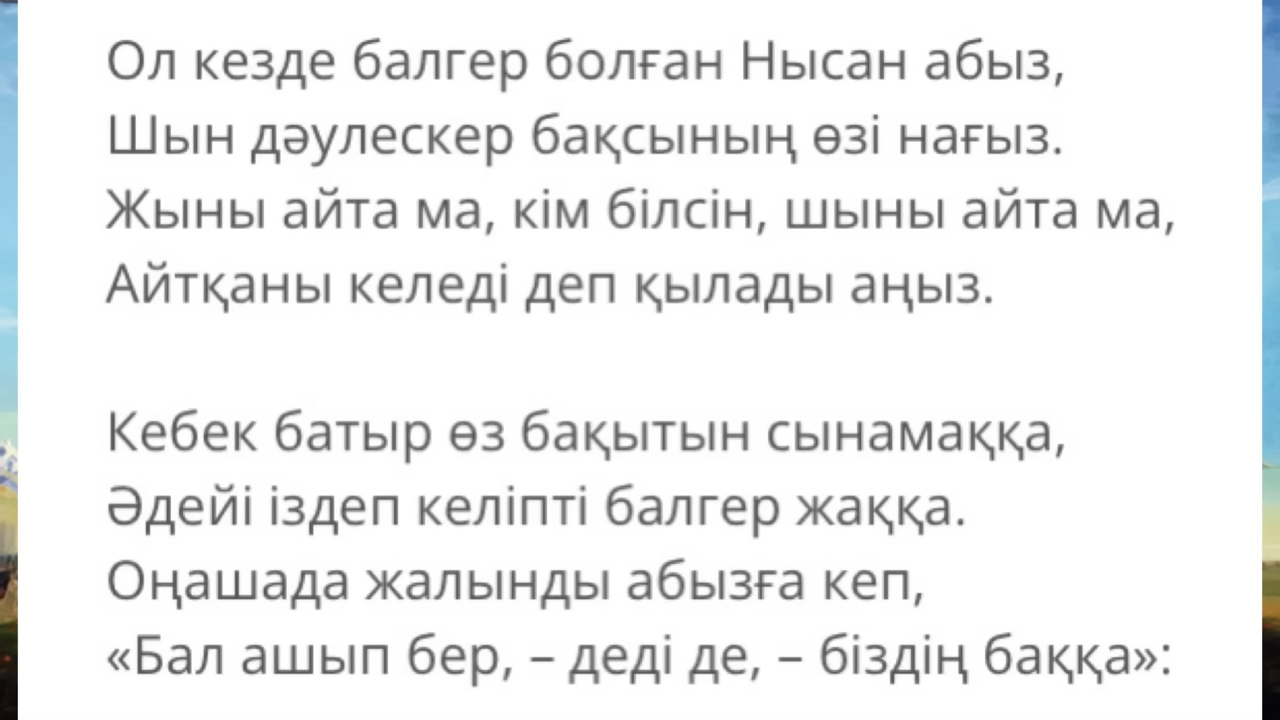 Ол кезде балгер болған Нысан абыз,
Шын дәулескер бақсының өзі нағыз.
Жыны айта ма, кім білсін, шыны айта ма,
Айтқаны келеді деп қылады аңыз.
Кебек батыр өз бақытын сынамаққа,
Әдейі іздеп келіпті балгер жаққа.
Оңашада жалынды абызға кеп,
«Бал ашып бер, – деді де, – біздің баққа»: